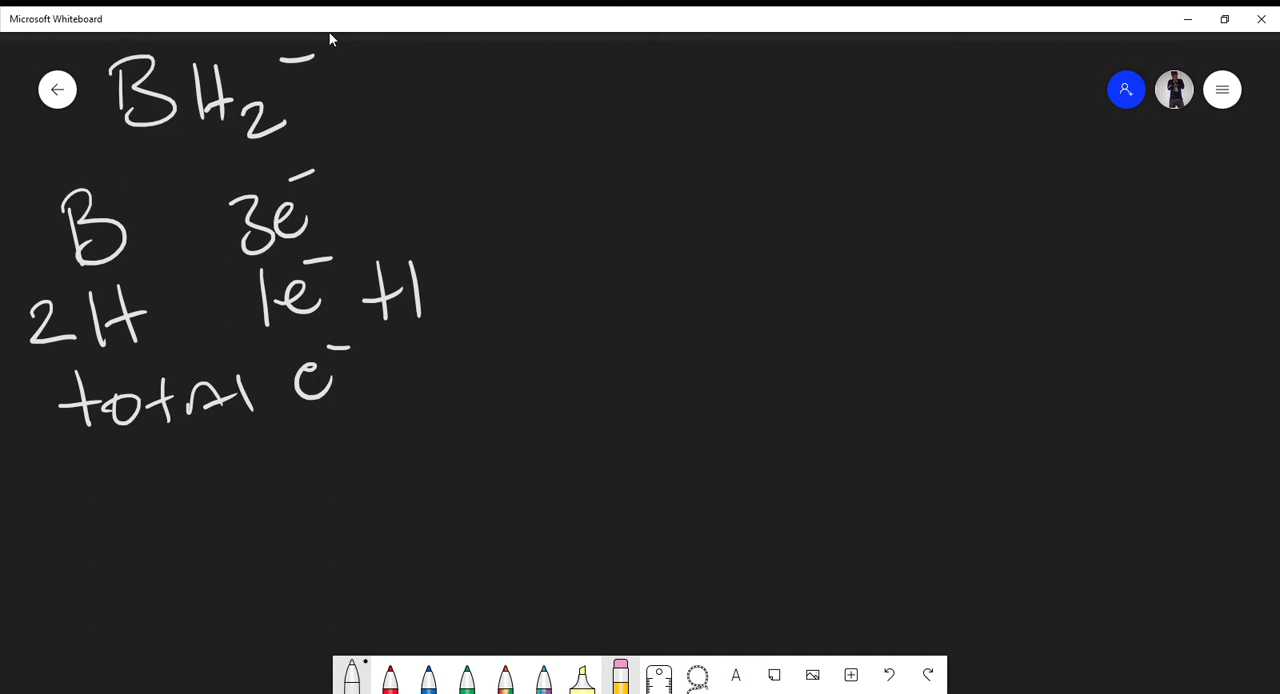 Microsoft Whiteboard
BH₂⁻
B 3e⁻
2H 1e⁻ +1
total e⁻
A